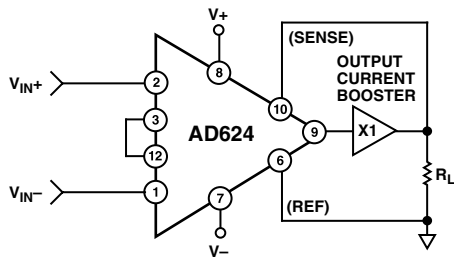 V+
(SENSE)
OUTPUT
CURRENT
BOOSTER
VIN+
2
8
10
3
AD624
9
X1
12
6
RL
VIN–
1
7
(REF)
V–